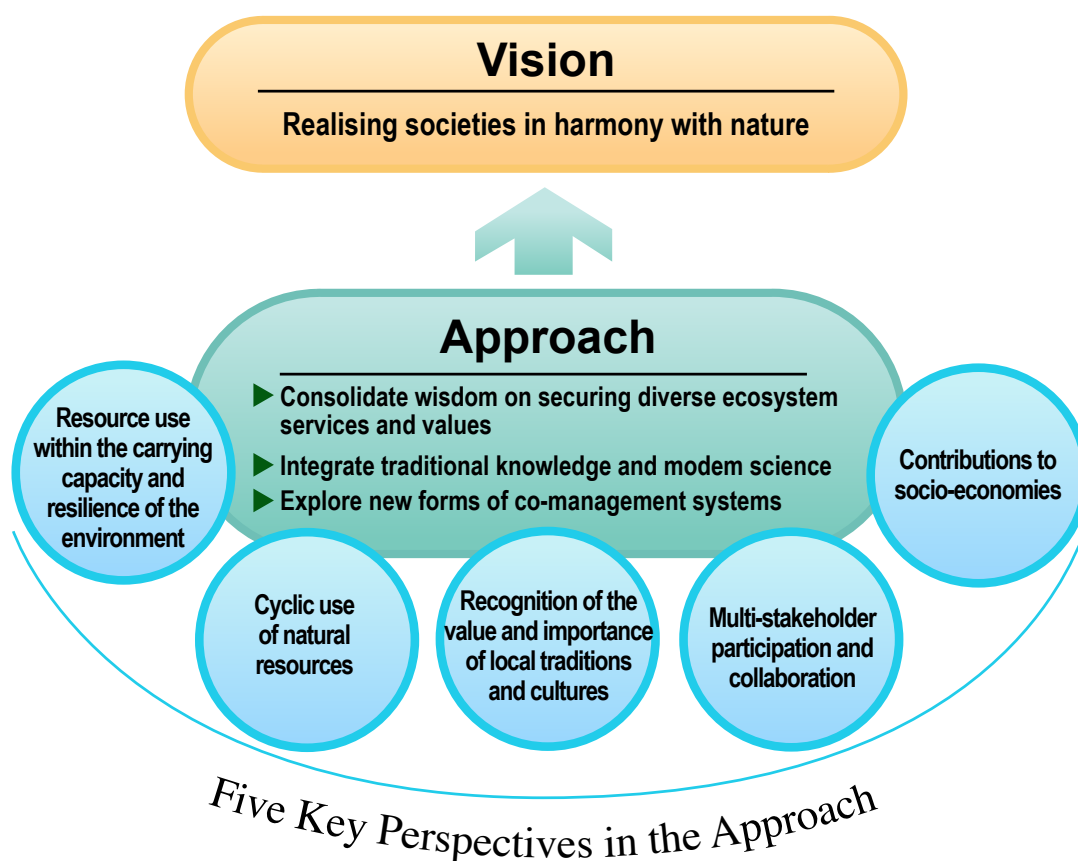 Vision
Realising societies in harmony with nature
Approach
▶ Consolidate wisdom on securing diverse ecosystem
services and values
▶ Integrate traditional knowledge and modem science
▶ Explore new forms of co-management systems
Resource use
within the carrying
capacity and
resilience of the
environment
Cyclic use
of natural
resources
Recognition of the
value and importance
of local traditions
and cultures
Multi-stakeholder
participation and
collaboration
Contributions to
socio-economies
Five Key Perspectives in the Approach